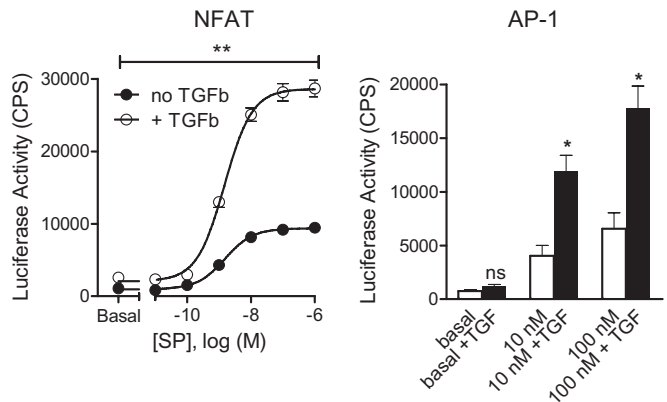 NFAT
**
30000
20000
10000
0
Luciferase Activity (CPS)
no TGFb
+ TGFb
Basal
-10
-8
-6
[SP], log (M)
AP-1
20000
15000
10000
5000
0
Luciferase Activity (CPS)
ns
*
*
basal
basal +TGF
10 nM
10 nM +TGF
100 nM
100 nM + TGF